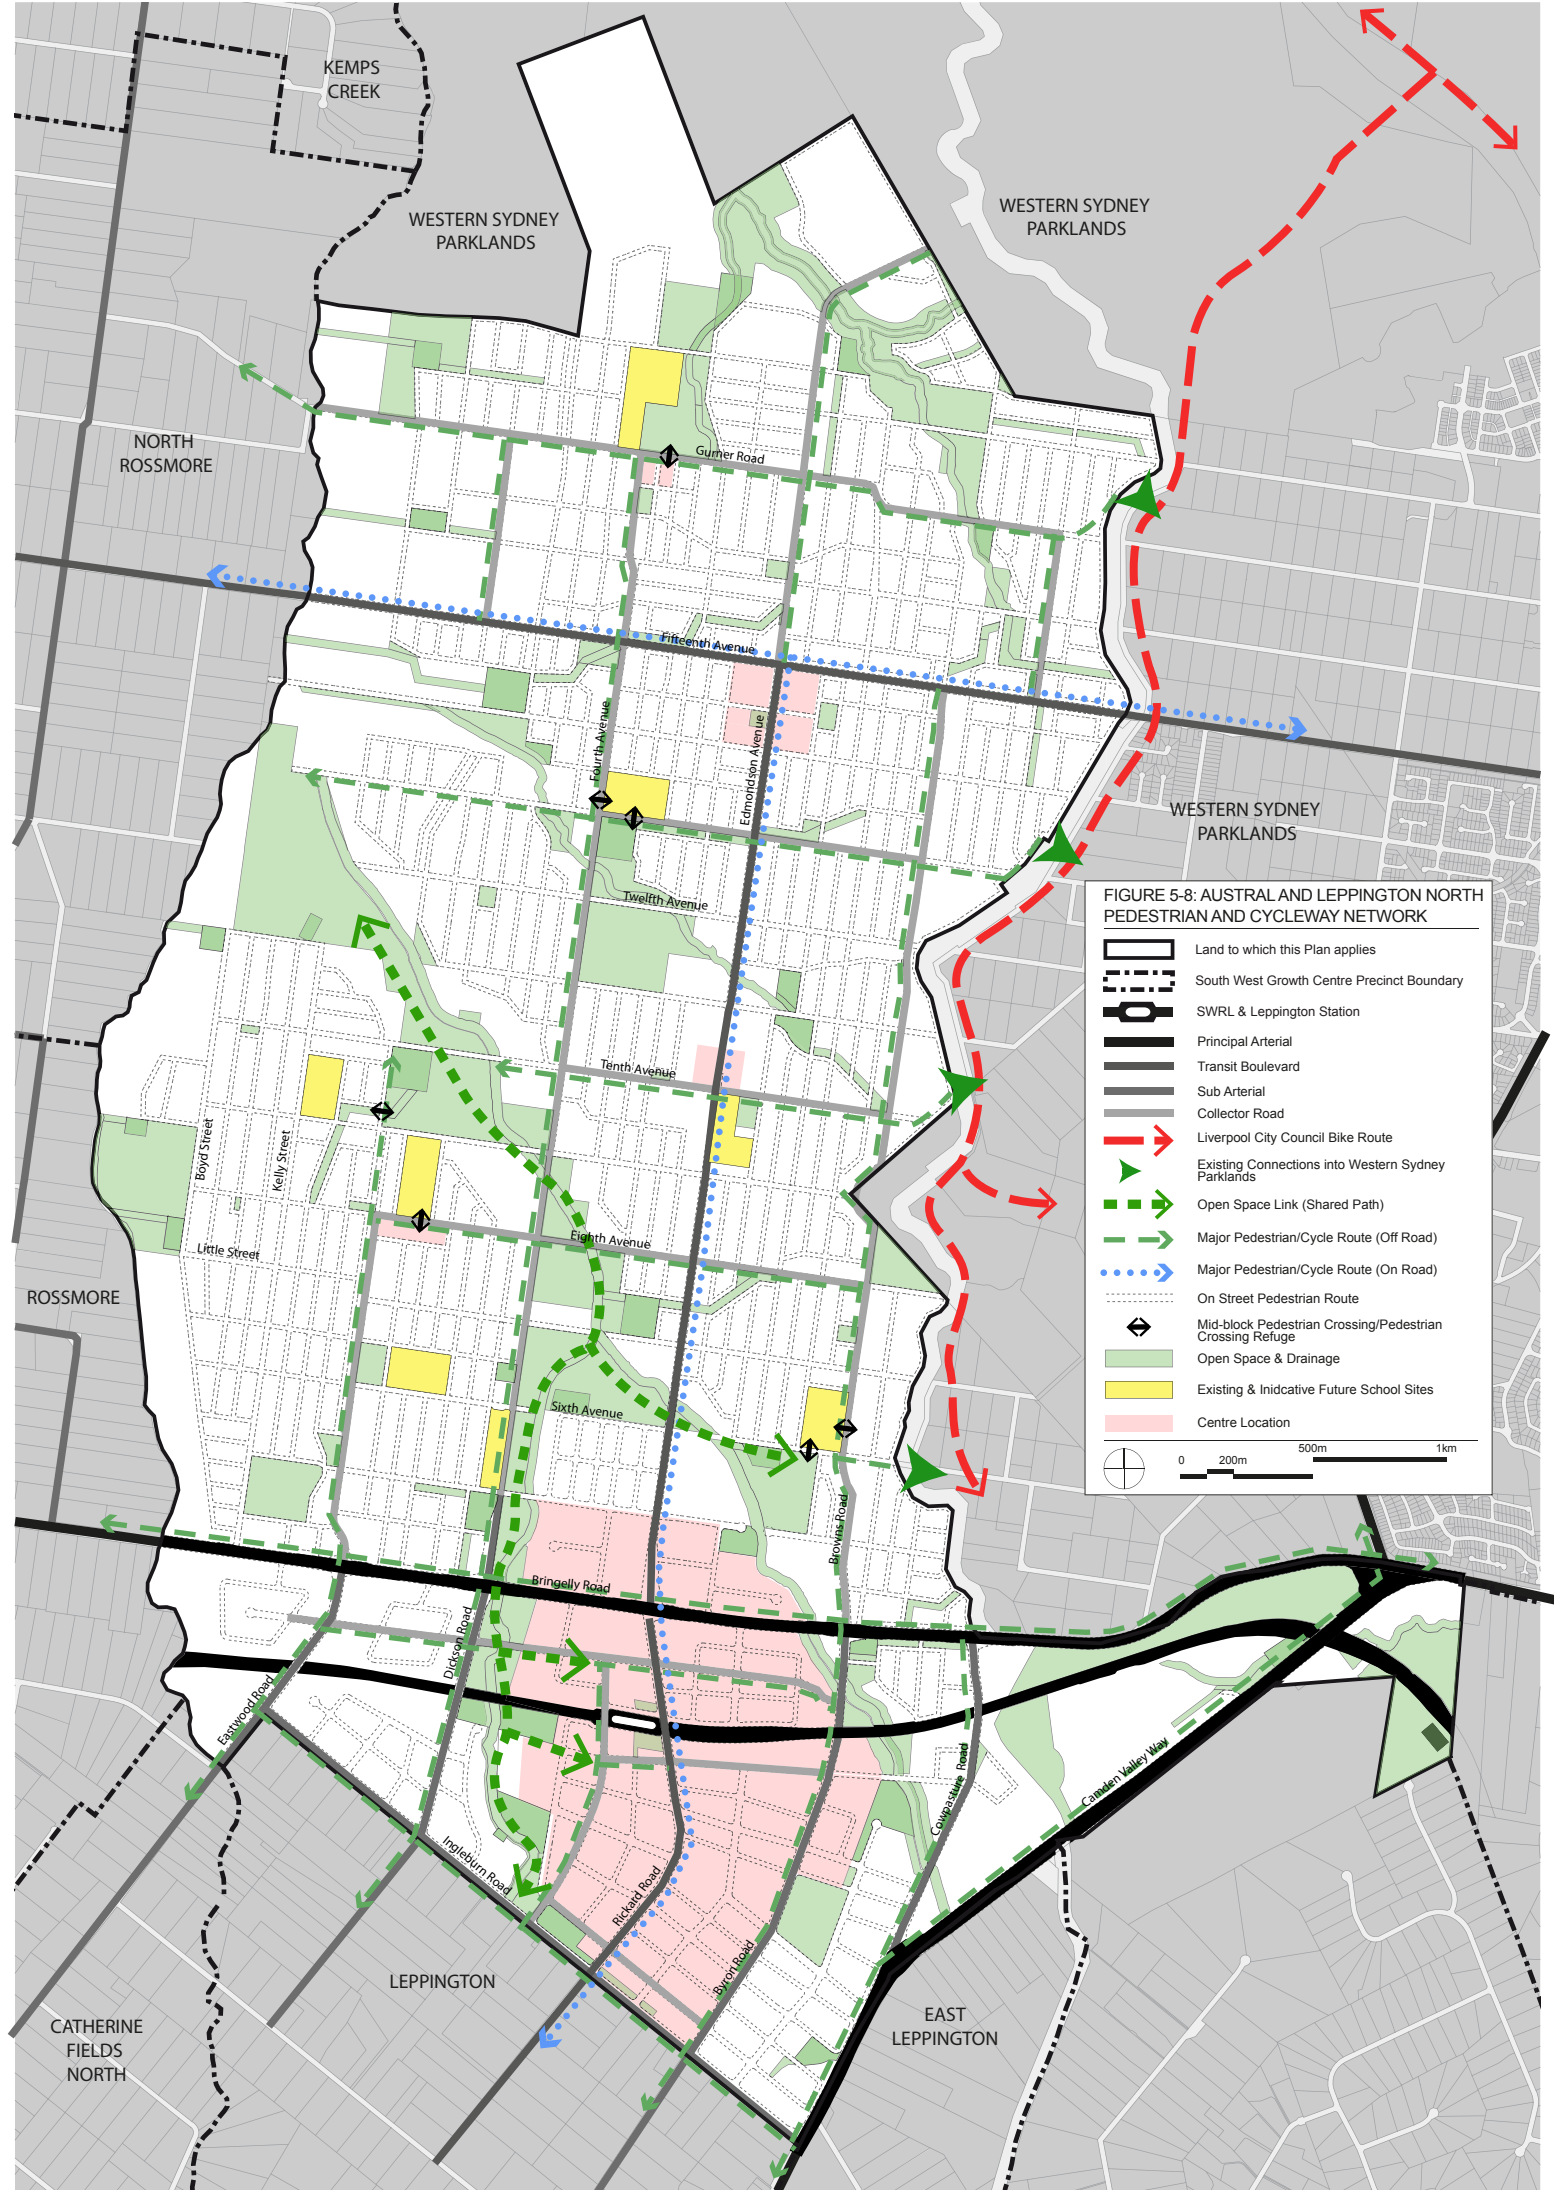 KEMPS
CREEK
WESTERN SYDNEY
PARKLANDS
WESTERN SYDNEY
PARKLANDS
NORTH
ROSSMORE
Gurner Road
Fifteenth Avenue
Fourth Avenue
Edmondson Avenue
WESTERN SYDNEY
PARKLANDS
Twelfth Avenue
Tenth Avenue
Boyd Street
Kelly Street
Little Street
Eighth Avenue
ROSSMORE
Sixth Avenue
Browns Road
Bringelly Road
Dickson Road
Eastwood Road
Ingleburn Road
Rickard Road
Byron Road
Cowpasture Road
Camden Valley Way
LEPPINGTON
CATHERINE
FIELDS
NORTH
EAST
LEPPINGTON
FIGURE 5-8: AUSTRAL AND LEPPINGTON NORTH
PEDESTRIAN AND CYCLEWAY NETWORK
Land to which this Plan applies
South West Growth Centre Precinct Boundary
SWRL & Leppington Station
Principal Arterial
Transit Boulevard
Sub Arterial
Collector Road
Liverpool City Council Bike Route
Existing Connections into Western Sydney
Parklands
Open Space Link (Shared Path)
Major Pedestrian/Cycle Route (Off Road)
Major Pedestrian/Cycle Route (On Road)
On Street Pedestrian Route
Mid-block Pedestrian Crossing/Pedestrian
Crossing Refuge
Open Space & Drainage
Existing & Inidcative Future School Sites
Centre Location
0 200m 500m 1km